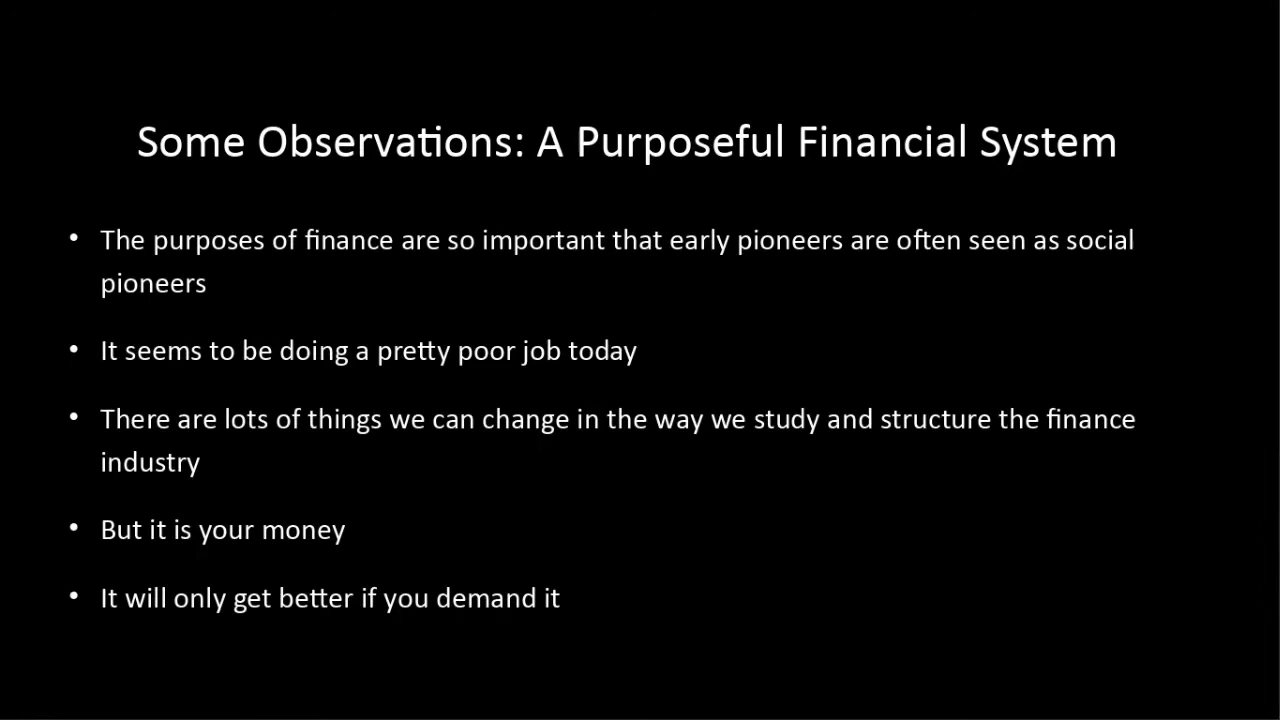 Some Observations: A Purposeful Financial System
• The purposes of finance are so important that early pioneers are often seen as social
pioneers
• It seems to be doing a pretty poor job today
• There are lots of things we can change in the way we study and structure the finance
industry
• But it is your money
• It will only get better if you demand it